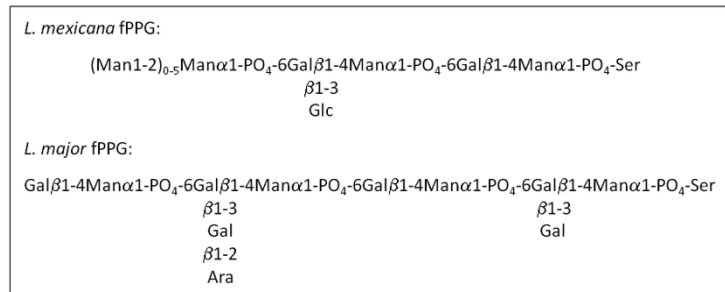 L. mexicana fPPG:
(Man1-2)₀₋₅Manα1-PO₄-6Galβ1-4Manα1-PO₄-6Galβ1-4Manα1-PO₄-Ser
β1-3
Glc
L. major fPPG:
Galβ1-4Manα1-PO₄-6Galβ1-4Manα1-PO₄-6Galβ1-4Manα1-PO₄-6Galβ1-4Manα1-PO₄-Ser
β1-3 β1-3
Gal Gal
β1-2
Ara